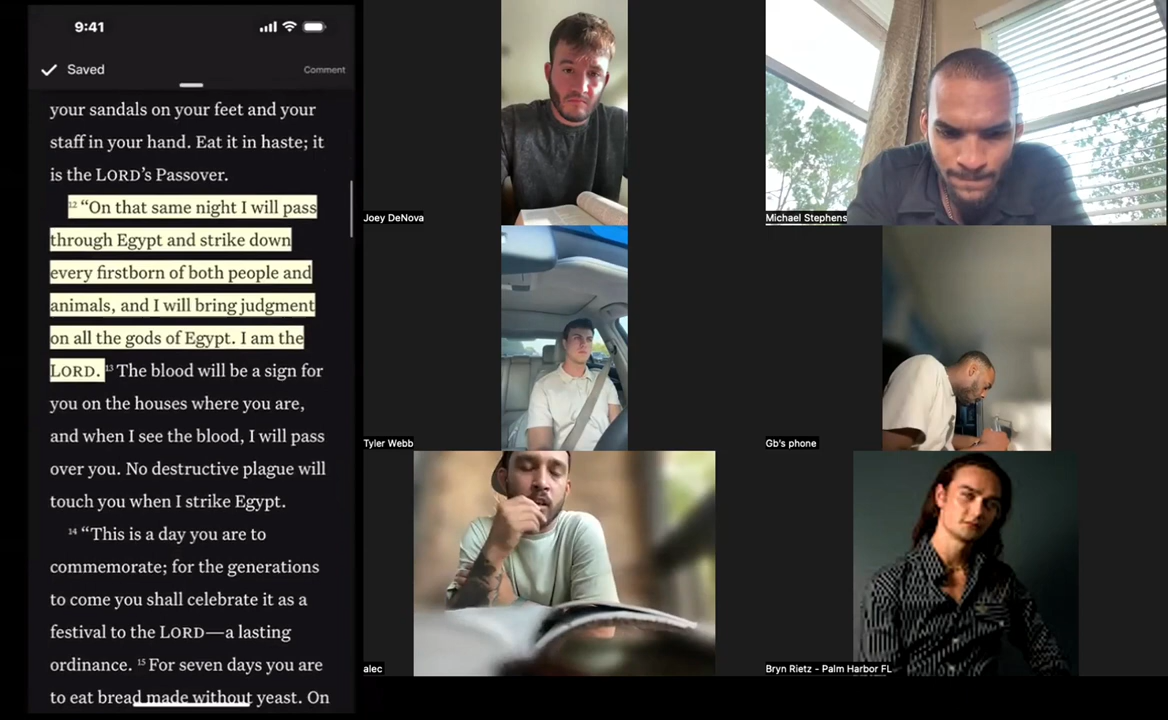 9:41
Saved
Comment
your sandals on your feet and your
staff in your hand. Eat it in haste; it
is the LORD’s Passover.
12 “On that same night I will pass
through Egypt and strike down
every firstborn of both people and
animals, and I will bring judgment
on all the gods of Egypt. I am the
LORD. 13 The blood will be a sign for
you on the houses where you are,
and when I see the blood, I will pass
over you. No destructive plague will
touch you when I strike Egypt.
14 “This is a day you are to
commemorate; for the generations
to come you shall celebrate it as a
festival to the LORD—a lasting
ordinance. 15 For seven days you are
to eat bread made without yeast. On
Joey DeNova
Michael Stephens
Tyler Webb
Gb's phone
alec
Bryn Rietz - Palm Harbor FL